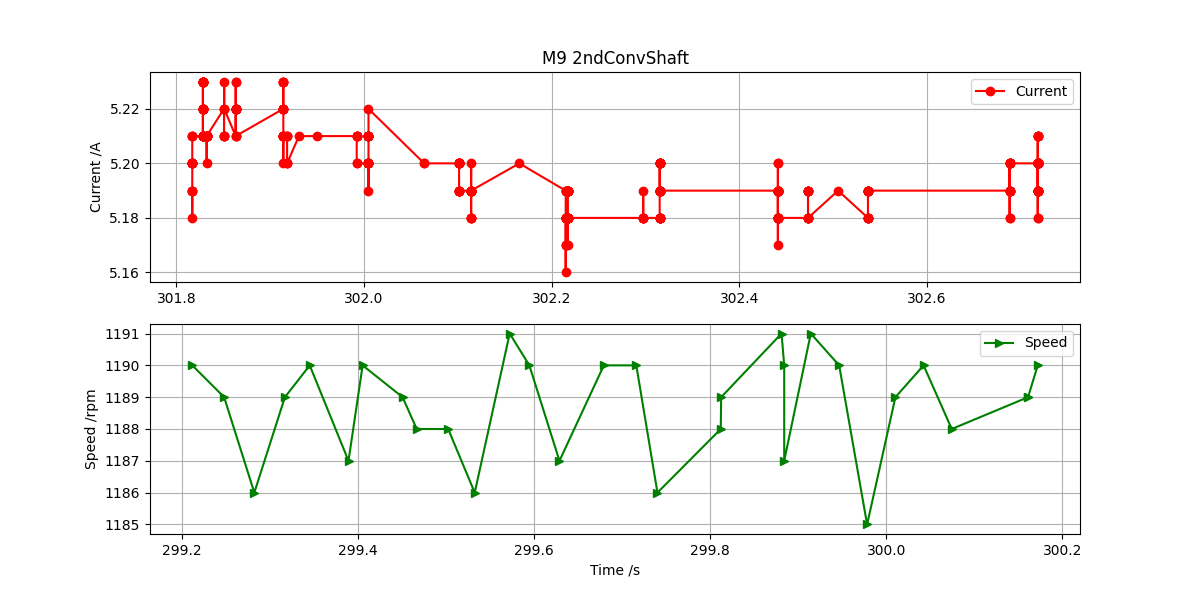 M9 2ndConvShaft
Current /A
5.22
5.20
5.18
5.16
Current
301.8 302.0 302.2 302.4 302.6
Speed /rpm
1191
1190
1189
1188
1187
1186
1185
Speed
299.2 299.4 299.6 299.8 300.0 300.2
Time /s